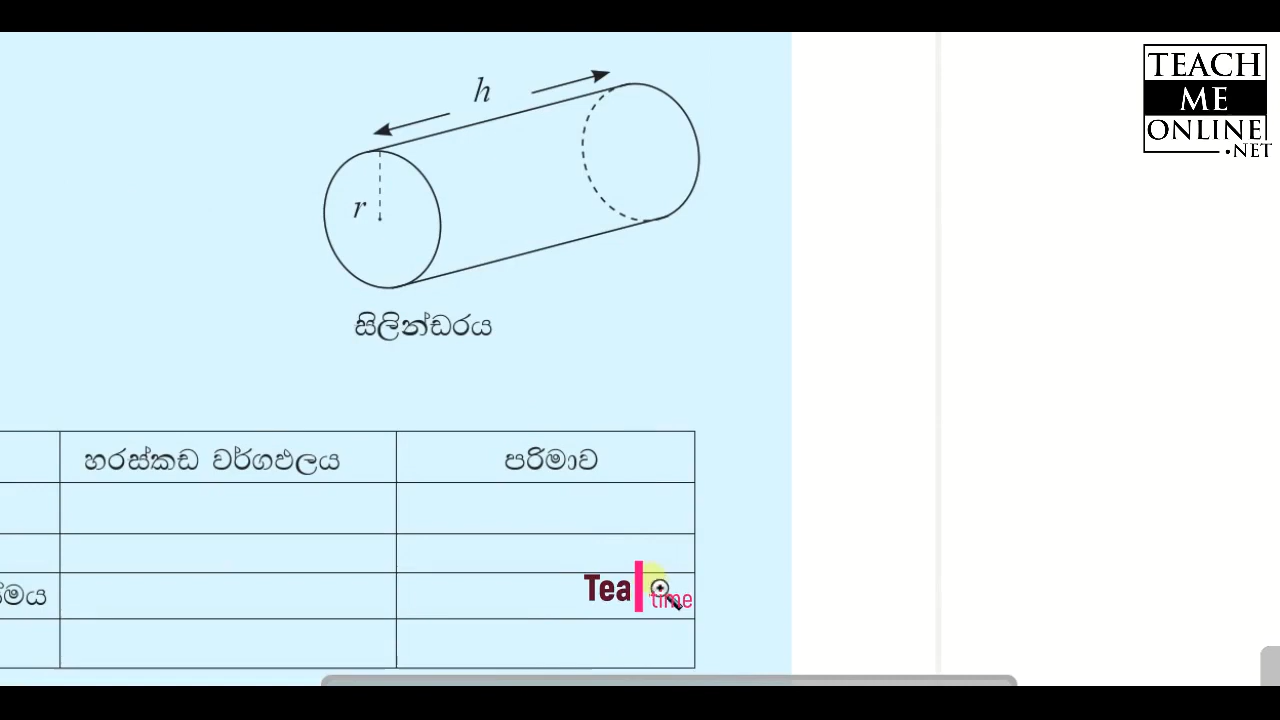 TEACH
ME
ONLINE
.NET
h
r
සිලින්ඩරය
හරස්කඩ වර්ගඵලය
පරිමාව
Tea
time